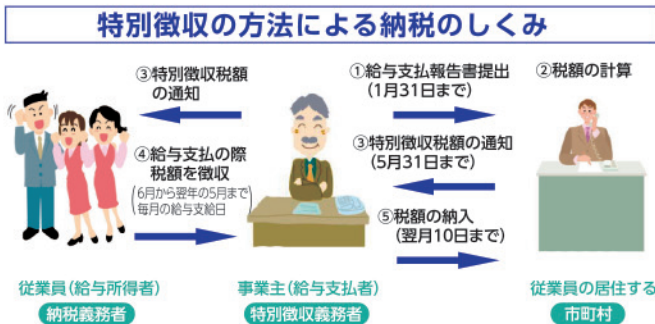 特別徴収の方法による納税のしくみ
③特別徴収税額
の通知
①給与支払報告書提出
(1月31日まで)
②税額の計算
④給与支払の際
税額を徴収
(6月から翌年の5月まで
毎月の給与支給日)
③特別徴収税額の通知
(5月31日まで)
⑤税額の納入
(翌月10日まで)
従業員(給与所得者)
納税義務者
事業主(給与支払者)
特別徴収義務者
従業員の居住する
市町村